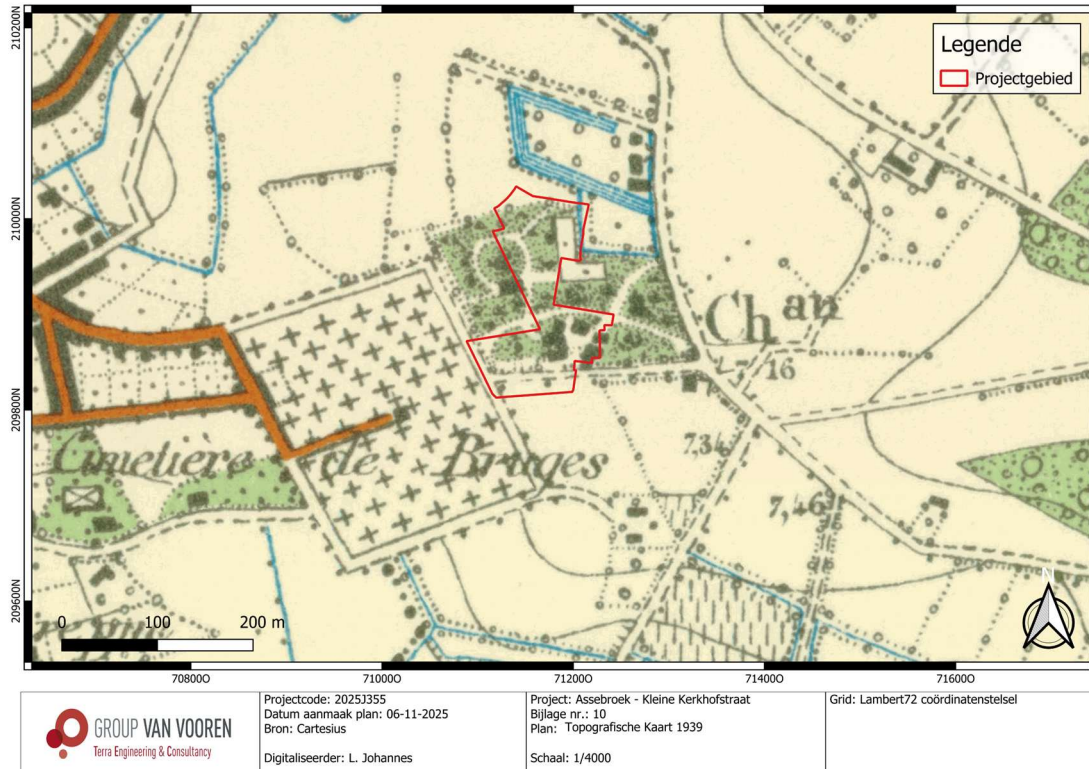 210200N
210000N
209800N
209600N
Legende
Projectgebied
Chan
16
Cimetière de Bruges
7,34
7,46
N
0 100 200 m
708000 710000 712000 714000 716000
GROUP VAN VOOREN
Terra Engineering & Consultancy
Projectcode: 2025J355
Datum aanmaak plan: 06-11-2025
Bron: Cartesius
Digitaliseerder: L. Johannes
Project: Assebroek - Kleine Kerkhofstraat
Bijlage nr.: 10
Plan: Topografische Kaart 1939
Schaal: 1/4000
Grid: Lambert72 coördinatenstelsel